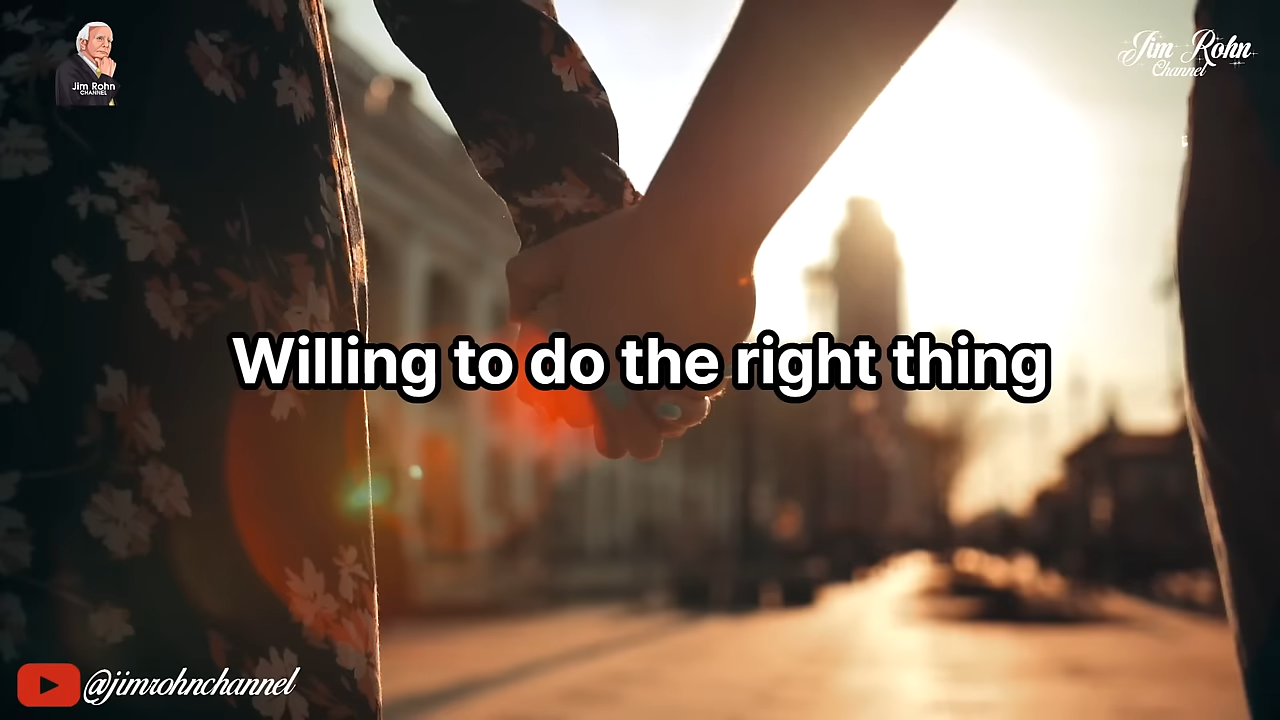 Jim Rohn
CHANNEL
Jim Rohn
Channel
Willing to do the right thing
@jimrohnchannel